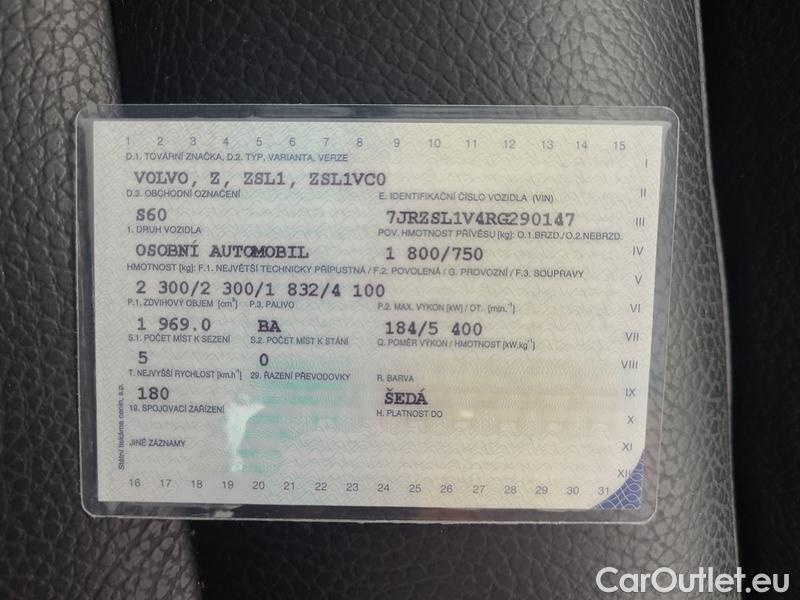 1 2 3 4 5 6 7 8 9 10 11 12 13 14 15
D.1. TOVÁRNÍ ZNAČKA, D.2. TYP, VARIANTA, VERZE
I
VOLVO, Z, ZSL1, ZSL1VC0
D.3. OBCHODNÍ OZNAČENÍ E. IDENTIFIKAČNÍ ČÍSLO VOZIDLA (VIN)
II
S60 7JRZSL1V4RG290147
III
1. DRUH VOZIDLA POV. HMOTNOST PŘÍVĚSU [kg]: O.1.BRZD./O.2.NEBRZD.
OSOBNÍ AUTOMOBIL 1 800/750
IV
HMOTNOST [kg]: F.1. NEJVĚTŠÍ TECHNICKY PŘÍPUSTNÁ / F.2. POVOLENÁ / G. PROVOZNÍ / F.3. SOUPRAVY
V
2 300/2 300/1 832/4 100
P.1. ZDVIHOVÝ OBJEM [cm³] P.3. PALIVO P.2. MAX. VÝKON [kW] / OT. [min.⁻¹]
VI
1 969.0 BA 184/5 400
VII
S.1. POČET MÍST K SEZENÍ S.2. POČET MÍST K STÁNÍ Q. POMĚR VÝKON / HMOTNOST [kW.kg⁻¹]
5 0
VIII
T. NEJVYŠŠÍ RYCHLOST [km.h⁻¹] 29. ŘAZENÍ PŘEVODOVKY R. BARVA
180 ŠEDÁ
IX
19. SPOJOVACÍ ZAŘÍZENÍ H. PLATNOST DO
X
JINÉ ZÁZNAMY
XI
XII
16 17 18 19 20 21 22 23 24 25 26 27 28 29 30 31
Státní tiskárna cenin, s.p.
CarOutlet.eu